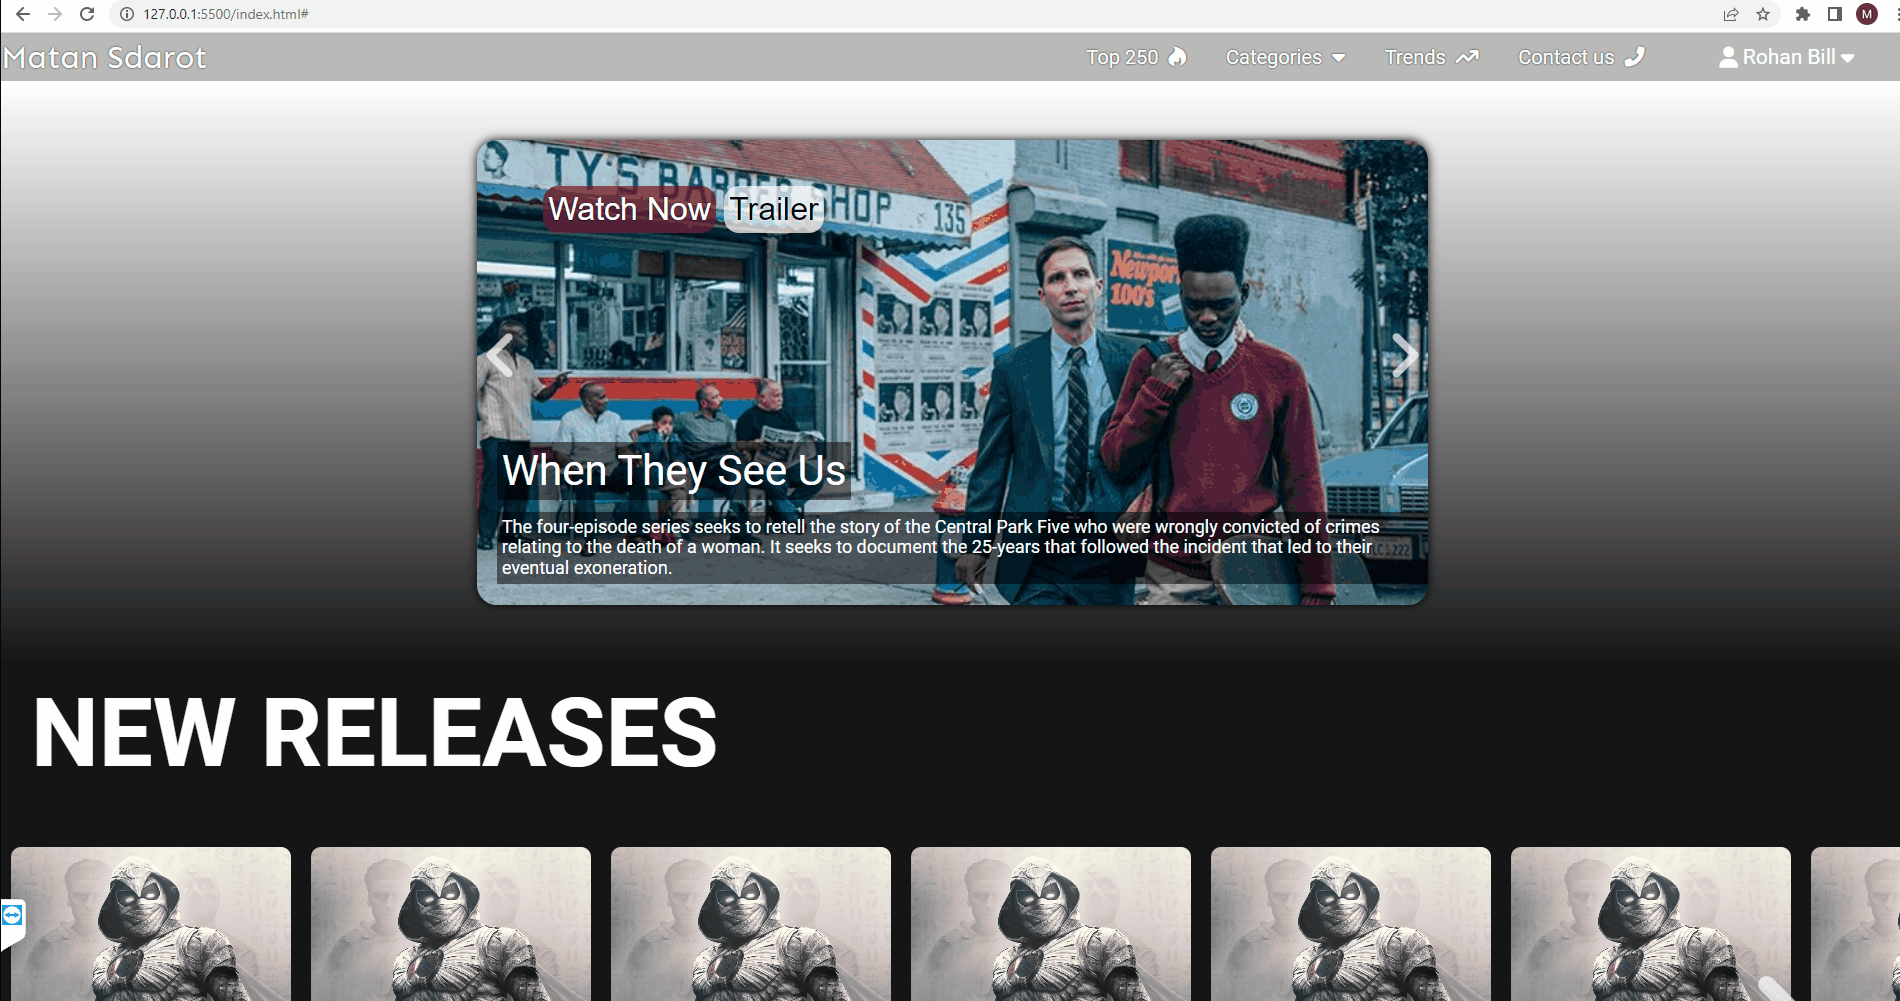 127.0.0.1:5500/index.html#
M
Matan Sdarot
Top 250
Categories
Trends
Contact us
Rohan Bill
TY'S BARBER SHOP
135
Watch Now
Trailer
Newport
100's
When They See Us
The four-episode series seeks to retell the story of the Central Park Five who were wrongly convicted of crimes
relating to the death of a woman. It seeks to document the 25-years that followed the incident that led to their
eventual exoneration.
NEW RELEASES